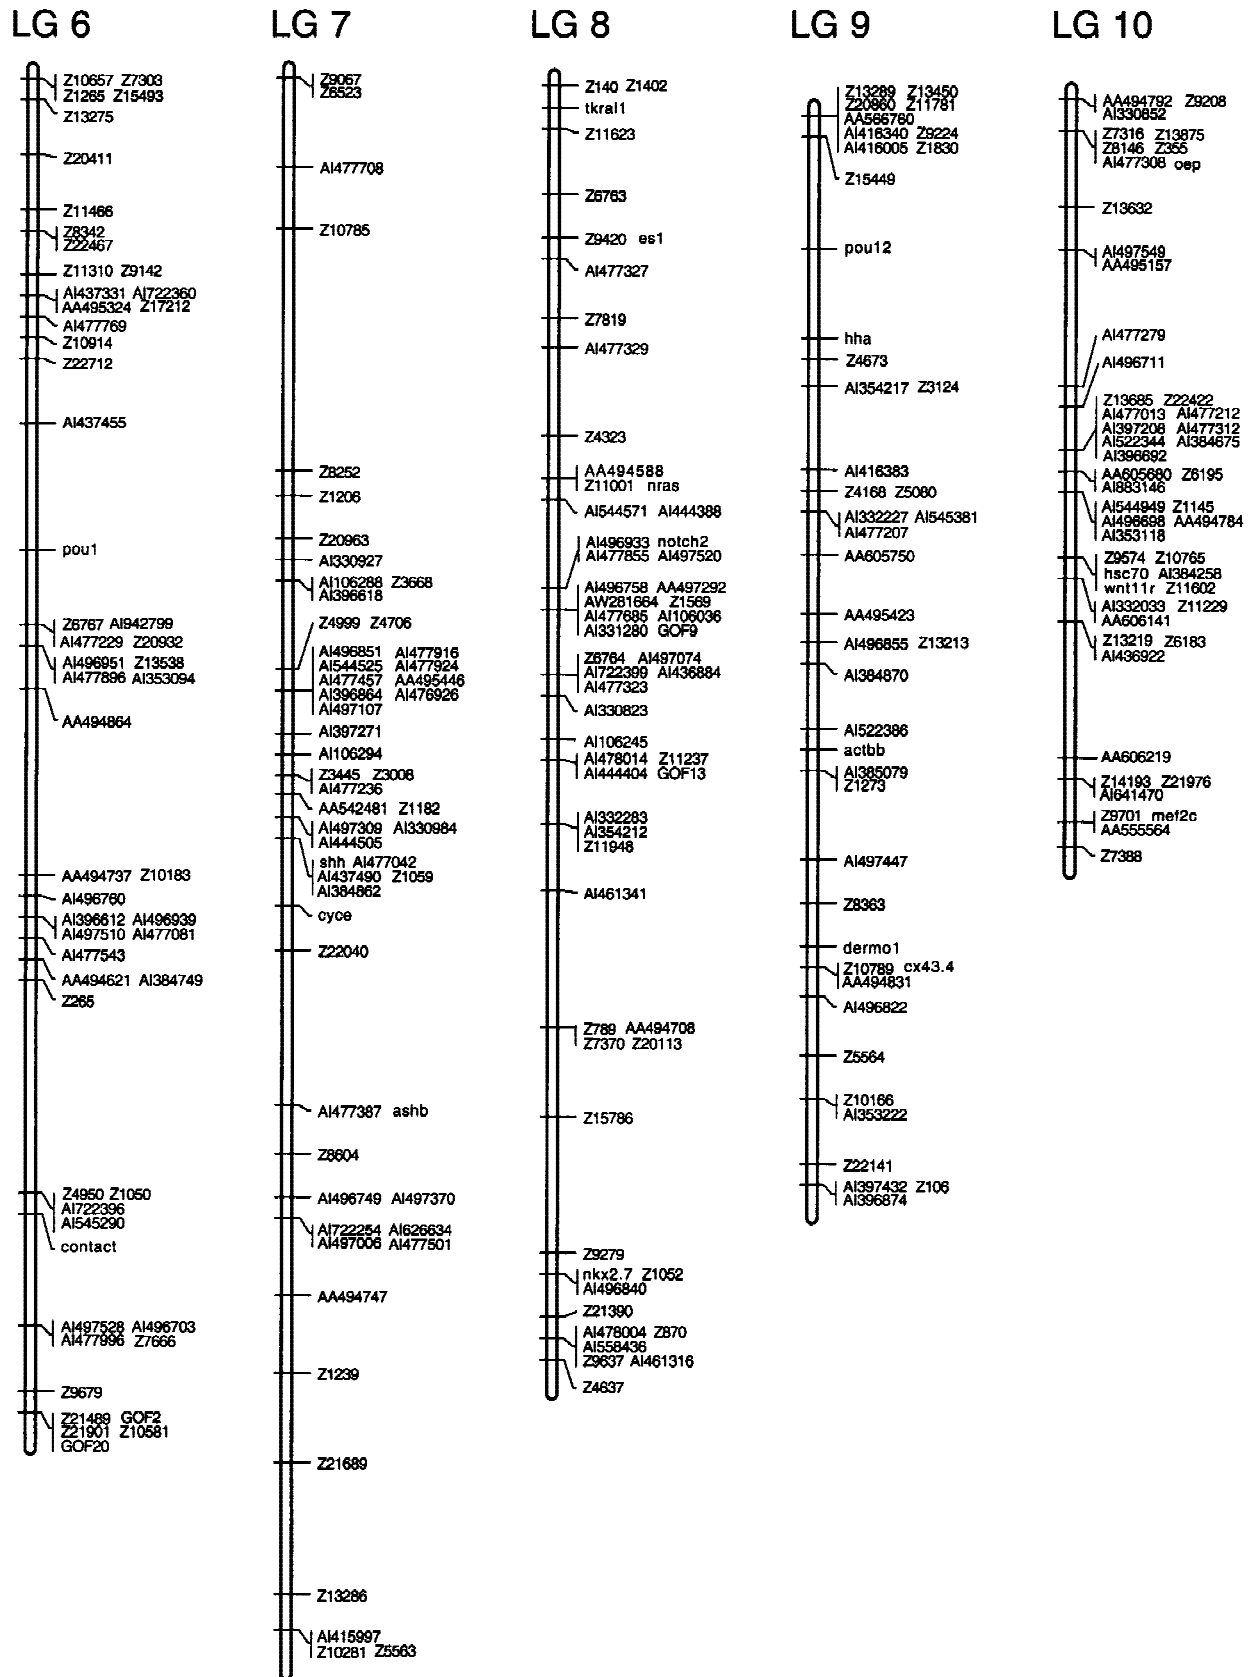 LG 6
Z10657 Z7303
Z1265 Z15493
Z13275
Z20411
Z11466
Z8342
Z22467
Z11310 Z9142
AI437331 AI722360
AA495324 Z17212
AI477769
Z10914
Z22712
AI437455
pou1
Z6767 AI942799
AI477229 Z20932
AI496951 Z13538
AI477896 AI353094
AA494864
AA494737 Z10183
AI496760
AI396612 AI496939
AI497510 AI477081
AI477543
AA494621 AI384749
Z265
Z4950 Z1050
AI722396
AI545290
contact
AI497528 AI496703
AI477996 Z7666
Z9679
Z21489 GOF2
Z21901 Z10581
GOF20
LG 7
Z9067
Z6523
AI477708
Z10785
Z8252
Z1206
Z20963
AI330927
AI106288 Z3668
AI396618
Z4999 Z4706
AI496851 AI477916
AI544525 AI477924
AI477457 AA495446
AI396864 AI476926
AI497107
AI397271
AI106294
Z3445 Z3008
AI477236
AA542481 Z1182
AI497309 AI330984
AI444505
shh AI477042
AI437490 Z1059
AI384862
cyce
Z22040
AI477387 ashb
Z8604
AI496749 AI497370
AI722254 AI626634
AI497006 AI477501
AA494747
Z1239
Z21689
Z13286
AI415997
Z10281 Z5563
LG 8
Z140 Z1402
tkral1
Z11623
Z6763
Z9420 es1
AI477327
Z7819
AI477329
Z4323
AA494588
Z11001 nras
AI544571 AI444388
AI496933 notch2
AI477855 AI497520
AI496758 AA497292
AW281664 Z1569
AI477685 AI106036
AI331280 GOF9
Z6764 AI497074
AI722399 AI436884
AI477323
AI330823
AI106245
AI478014 Z11237
AI444404 GOF13
AI332283
AI354212
Z11948
AI461341
Z789 AA494708
Z7370 Z20113
Z15786
Z9279
nkx2.7 Z1052
AI496840
Z21390
AI478004 Z870
AI558436
Z9637 AI461316
Z4637
LG 9
Z13289 Z13450
Z20860 Z11781
AA566760
AI416340 Z9224
AI416005 Z1830
Z15449
pou12
hha
Z4673
AI354217 Z3124
AI416383
Z4168 Z5080
AI332227 AI545381
AI477207
AA605750
AA495423
AI496855 Z13213
AI384870
AI522386
actbb
AI385079
Z1273
AI497447
Z8363
dermo1
Z10789 cx43.4
AA494831
AI496822
Z5564
Z10166
AI353222
Z22141
AI397432 Z106
AI396874
LG 10
AA494792 Z9208
AI330852
Z7316 Z13875
Z8146 Z355
AI477308 oep
Z13632
AI497549
AA495157
AI477279
AI496711
Z13685 Z22422
AI477013 AI477212
AI397208 AI477312
AI522344 AI384675
AI396692
AA605680 Z6195
AI883146
AI544949 Z1145
AI496698 AA494784
AI353118
Z9574 Z10765
hsc70 AI384258
wnt11r Z11602
AI332033 Z11229
AA606141
Z13219 Z6183
AI436922
AA606219
Z14193 Z21976
AI641470
Z9701 mef2c
AA555564
Z7388